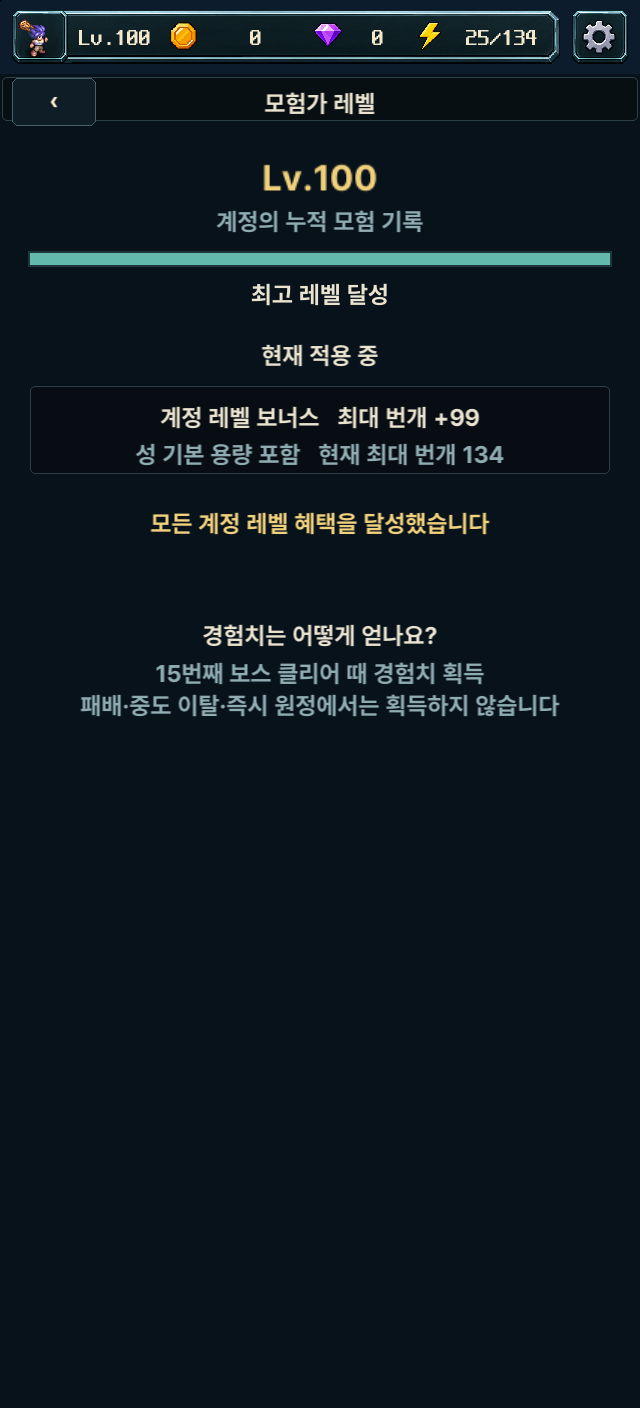 Lv.100 0 0 25/134
‹ 모험가 레벨
Lv.100
계정의 누적 모험 기록
최고 레벨 달성
현재 적용 중
계정 레벨 보너스 최대 번개 +99
성 기본 용량 포함 현재 최대 번개 134
모든 계정 레벨 혜택을 달성했습니다
경험치는 어떻게 얻나요?
15번째 보스 클리어 때 경험치 획득
패배·중도 이탈·즉시 원정에서는 획득하지 않습니다